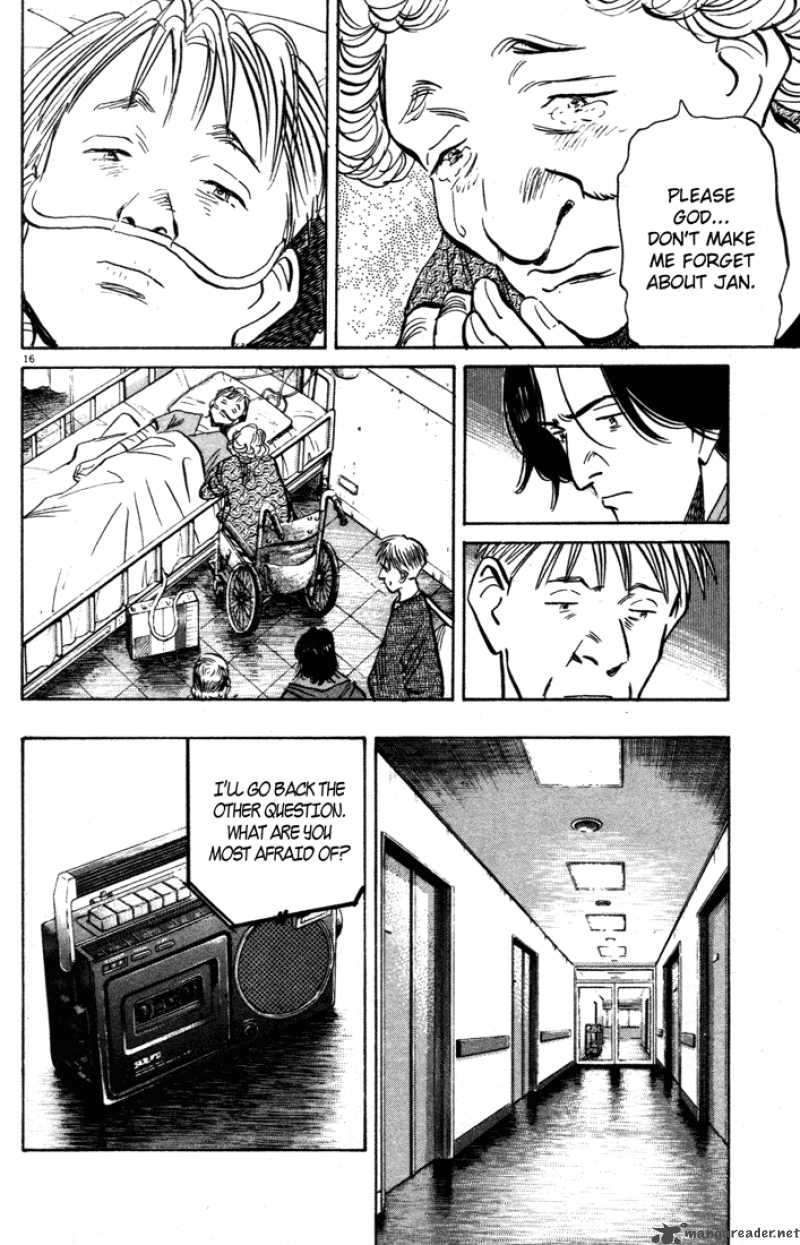 PLEASE
GOD...
DON'T MAKE
ME FORGET
ABOUT JAN.
16
I'LL GO BACK THE
OTHER QUESTION.
WHAT ARE YOU
MOST AFRAID OF?
mangareader.net